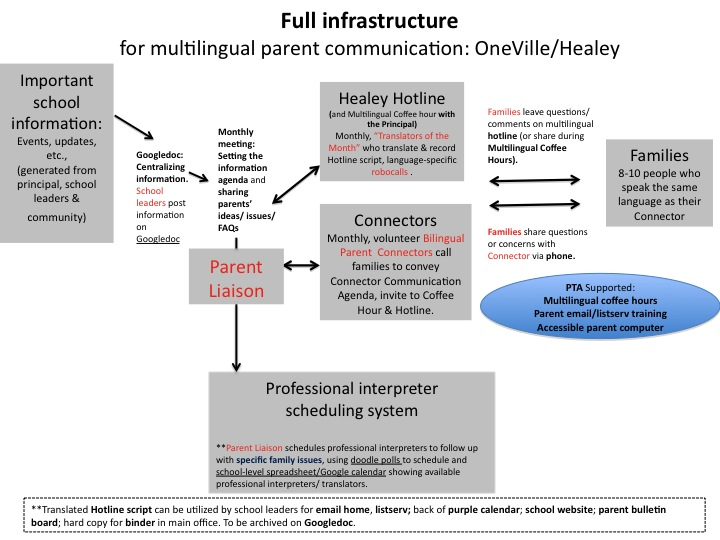 Full infrastructure
for multilingual parent communication: OneVille/Healey
Important
school
information:
Events, updates,
etc.,
(generated from
principal, school
leaders &
community)
Googledoc:
Centralizing
information.
School
leaders post
information
on
Googledoc
Monthly
meeting:
Setting the
information
agenda and
sharing
parents'
ideas/ issues/
FAQs
Parent
Liaison
Healey Hotline
(and Multilingual Coffee hour with
the Principal)
Monthly, "Translators of the
Month" who translate & record
Hotline script, language-specific
robocalls .
Connectors
Monthly, volunteer Bilingual
Parent Connectors call
families to convey
Connector Communication
Agenda, invite to Coffee
Hour & Hotline.
Families leave questions/
comments on multilingual
hotline (or share during
Multilingual Coffee
Hours).
Families share questions
or concerns with
Connector via phone.
Families
8-10 people who
speak the same
language as their
Connector
PTA Supported:
Multilingual coffee hours
Parent email/listserv training
Accessible parent computer
Professional interpreter
scheduling system
**Parent Liaison schedules professional interpreters to follow up
with specific family issues, using doodle polls to schedule and
school-level spreadsheet/Google calendar showing available
professional interpreters/ translators.
**Translated Hotline script can be utilized by school leaders for email home, listserv; back of purple calendar; school website; parent bulletin
board; hard copy for binder in main office. To be archived on Googledoc.